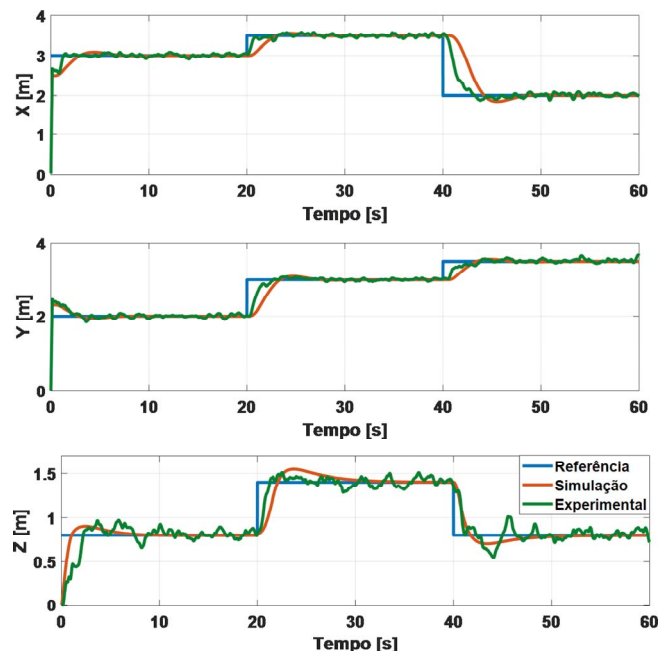 4
3
X [m]
2
1
0
0 10 20 30 40 50 60
Tempo [s]
4
Y [m]
2
0
0 10 20 30 40 50 60
Tempo [s]
1.5
Referência
Simulação
1
Experimental
Z [m]
0.5
0
0 10 20 30 40 50 60
Tempo [s]